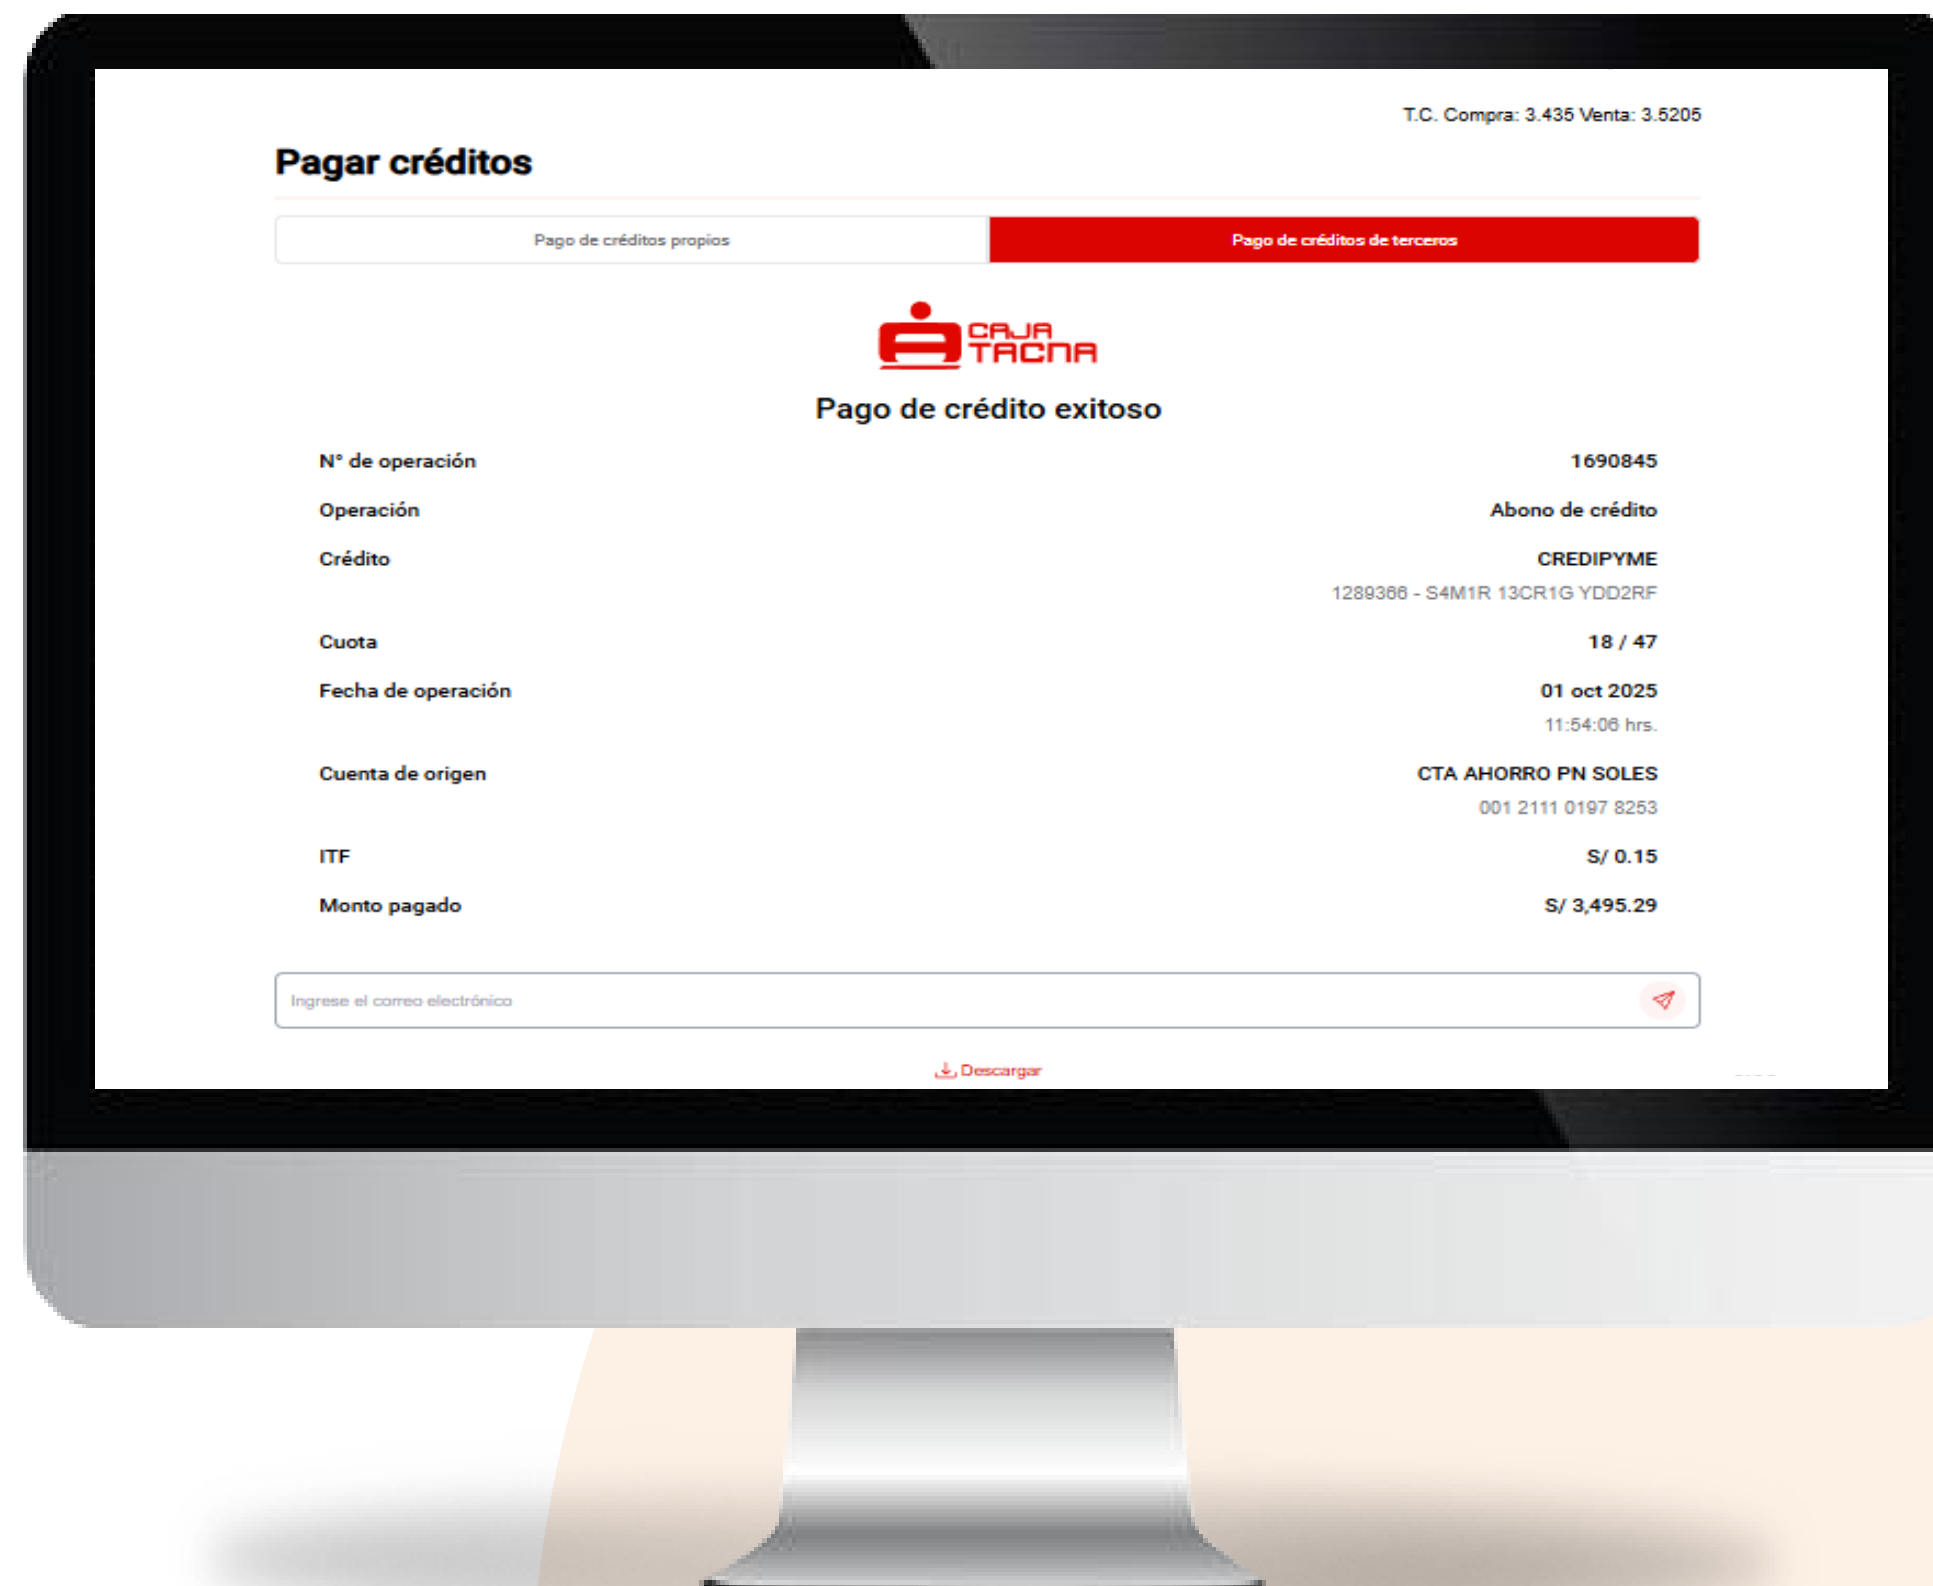 T.C. Compra: 3.435 Venta: 3.5205
Pagar créditos
Pago de créditos propios
Pago de créditos de terceros
CAJA
TACNA
Pago de crédito exitoso
N° de operación 1690845
Operación Abono de crédito
Crédito CREDIPYME
1289366 - S4M1R 13CR1G YDD2RF
Cuota 18 / 47
Fecha de operación 01 oct 2025
11:54:06 hrs.
Cuenta de origen CTA AHORRO PN SOLES
001 2111 0197 8253
ITF S/ 0.15
Monto pagado S/ 3,495.29
Ingrese el correo electrónico
Descargar